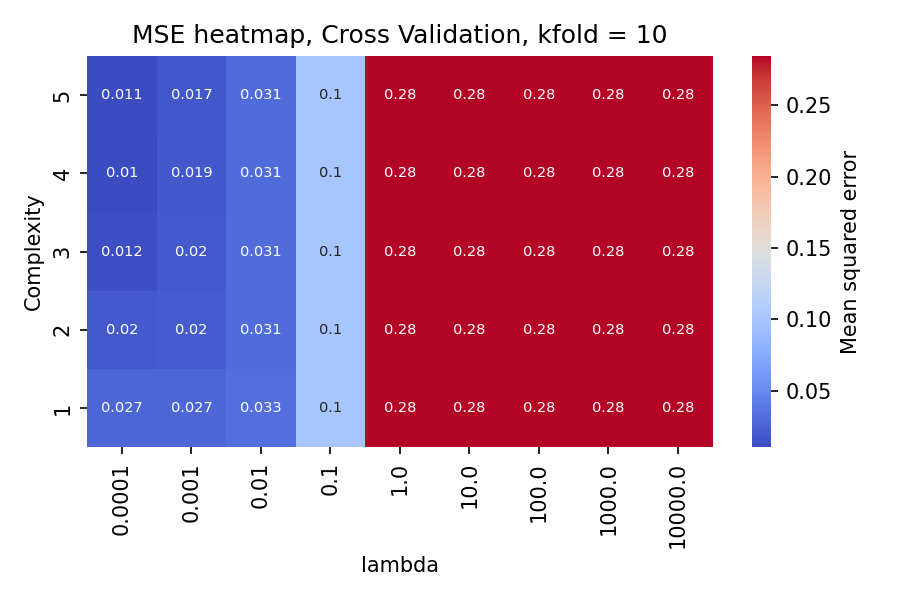 MSE heatmap, Cross Validation, kfold = 10
Complexity
5 0.011 0.017 0.031 0.1 0.28 0.28 0.28 0.28 0.28
4 0.01 0.019 0.031 0.1 0.28 0.28 0.28 0.28 0.28
3 0.012 0.02 0.031 0.1 0.28 0.28 0.28 0.28 0.28
2 0.02 0.02 0.031 0.1 0.28 0.28 0.28 0.28 0.28
1 0.027 0.027 0.033 0.1 0.28 0.28 0.28 0.28 0.28
0.0001 0.001 0.01 0.1 1.0 10.0 100.0 1000.0 10000.0
lambda
0.25
0.20
0.15
0.10
0.05
Mean squared error